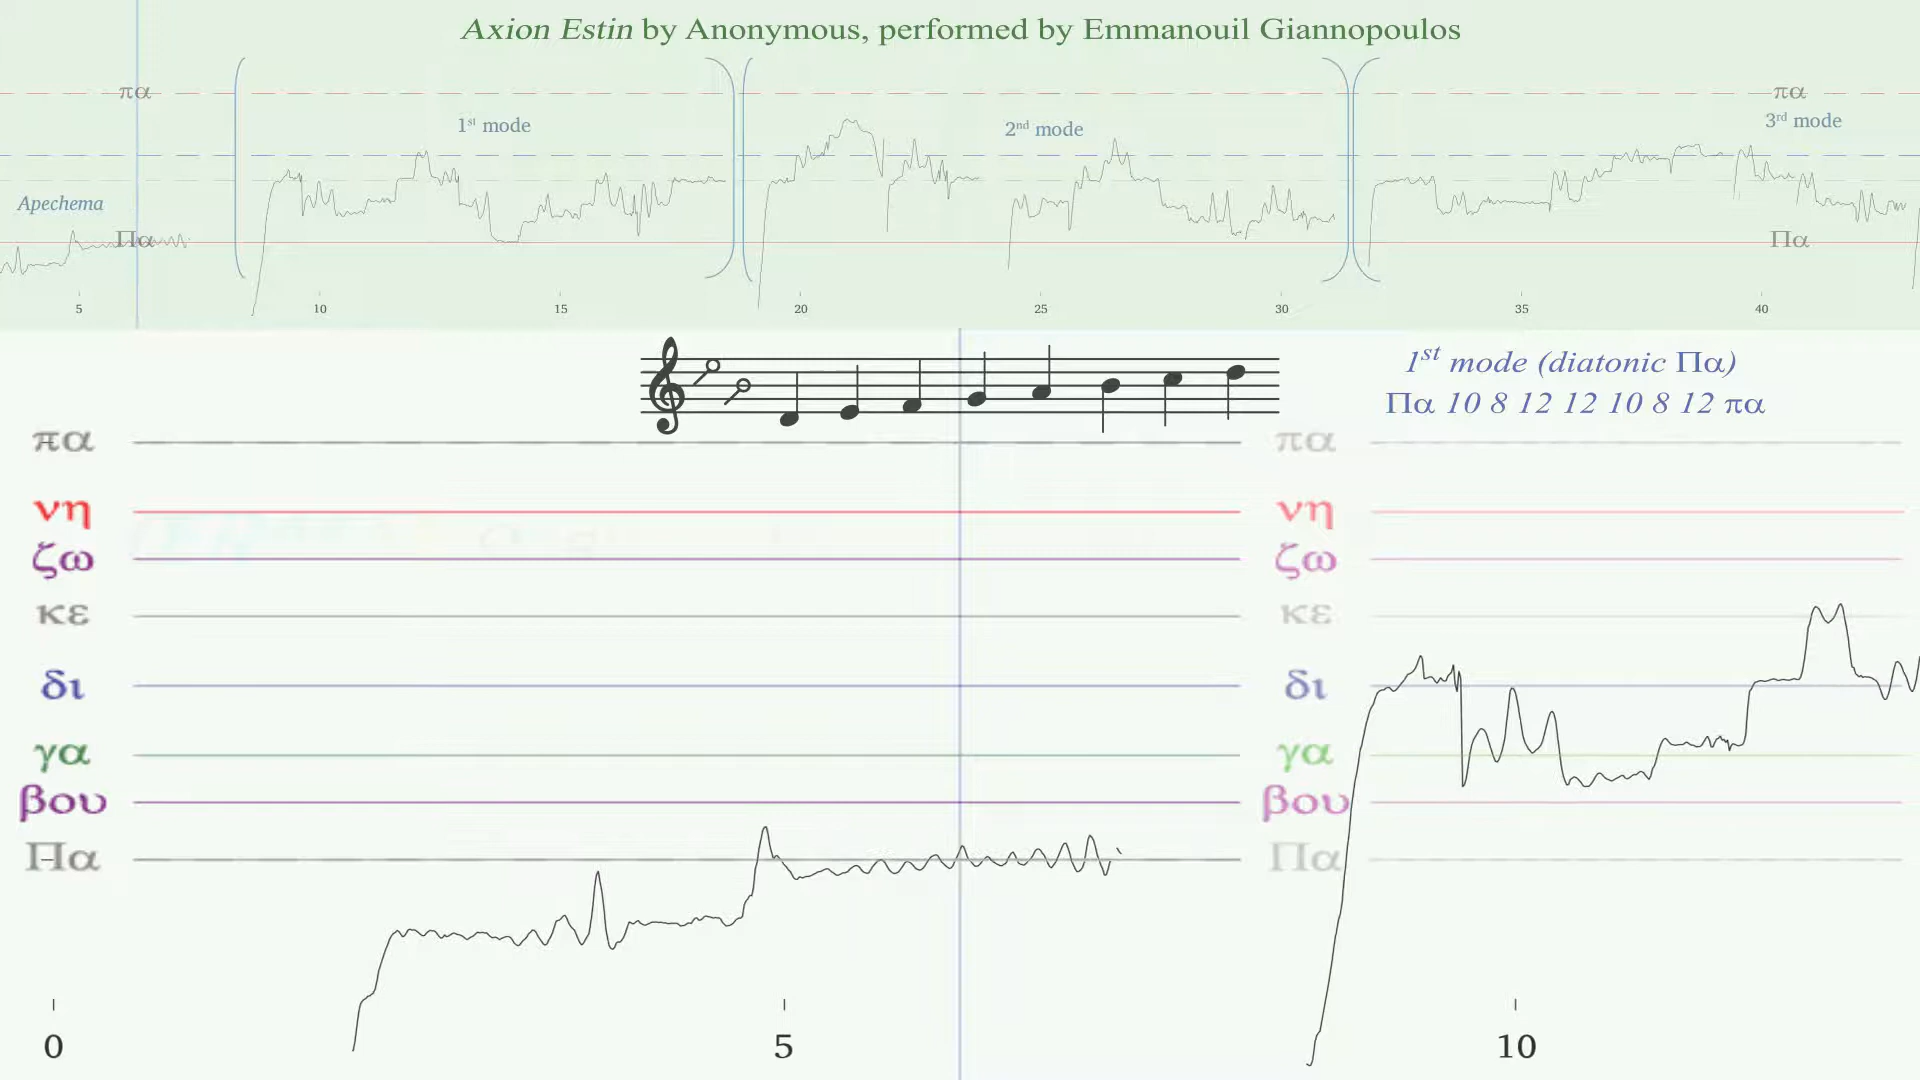 Axion Estin by Anonymous, performed by Emmanouil Giannopoulos
πα πα
1st mode 2nd mode 3rd mode
Apechema
Πα Πα
5 10 15 20 25 30 35 40
1st mode (diatonic Πα)
Πα 10 8 12 12 10 8 12 πα
πα πα
νη νη
ζω ζω
κε κε
δι δι
γα γα
βου βου
Πα Πα
0 5 10